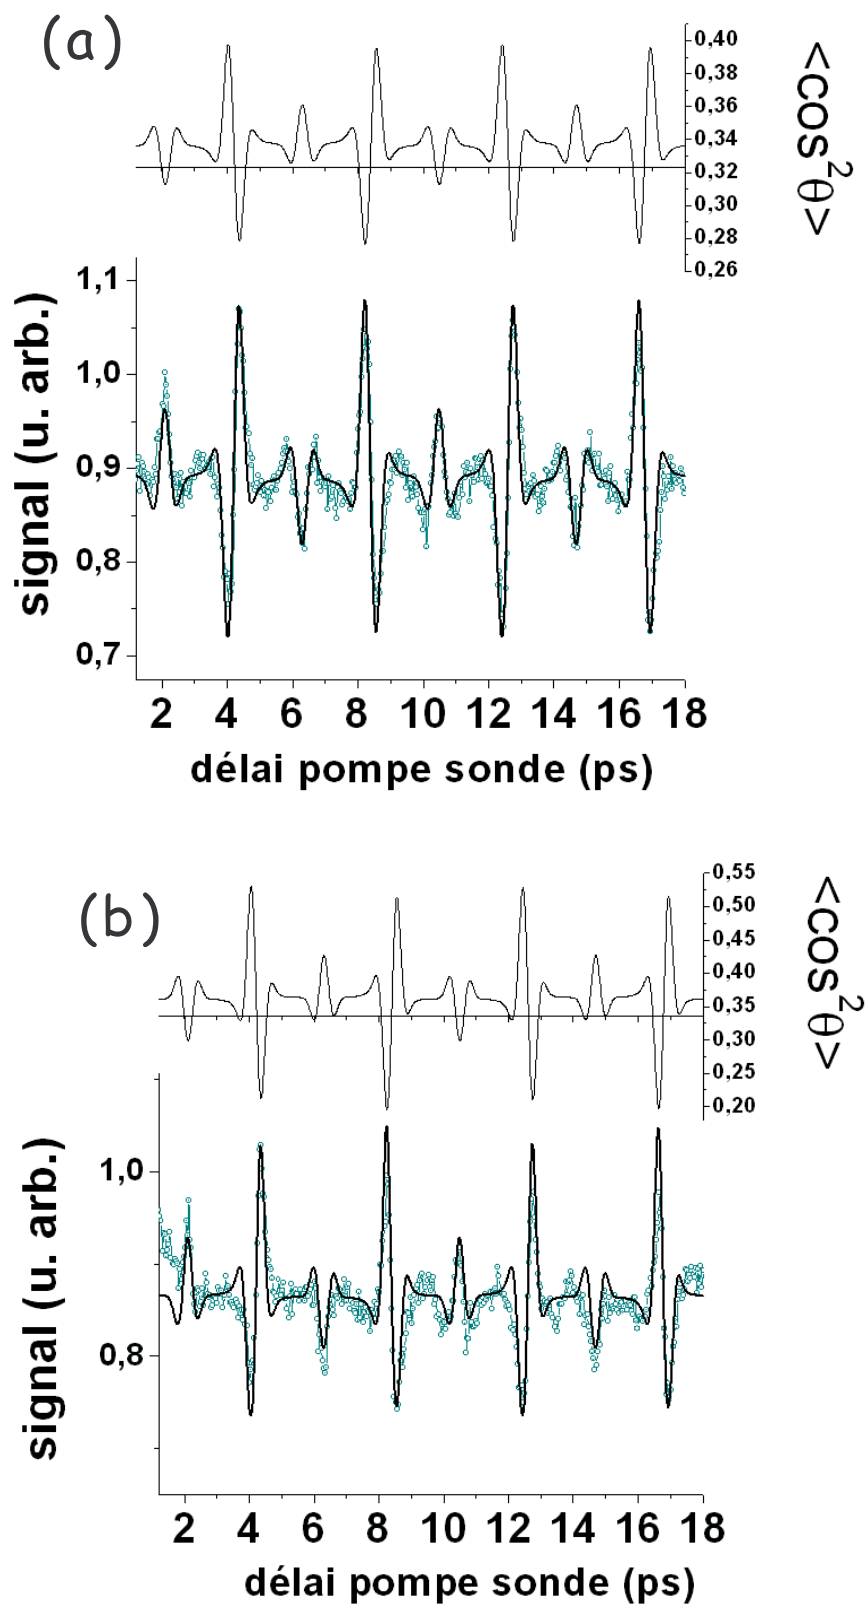 (a)
0,40
0,38
0,36
0,34
0,32
0,30
0,28
0,26
<cos²θ>
1,1
1,0
0,9
0,8
0,7
signal (u. arb.)
2 4 6 8 10 12 14 16 18
délai pompe sonde (ps)
(b)
0,55
0,50
0,45
0,40
0,35
0,30
0,25
0,20
<cos²θ>
1,0
0,8
signal (u. arb.)
2 4 6 8 10 12 14 16 18
délai pompe sonde (ps)